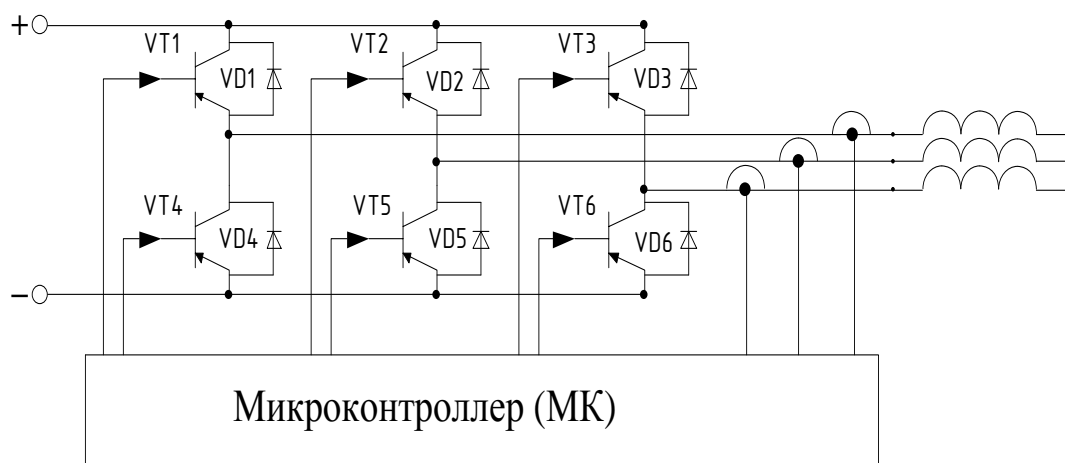 +
VT1 VT2 VT3
VD1 VD2 VD3
VT4 VT5 VT6
VD4 VD5 VD6
−
Микроконтроллер (МК)